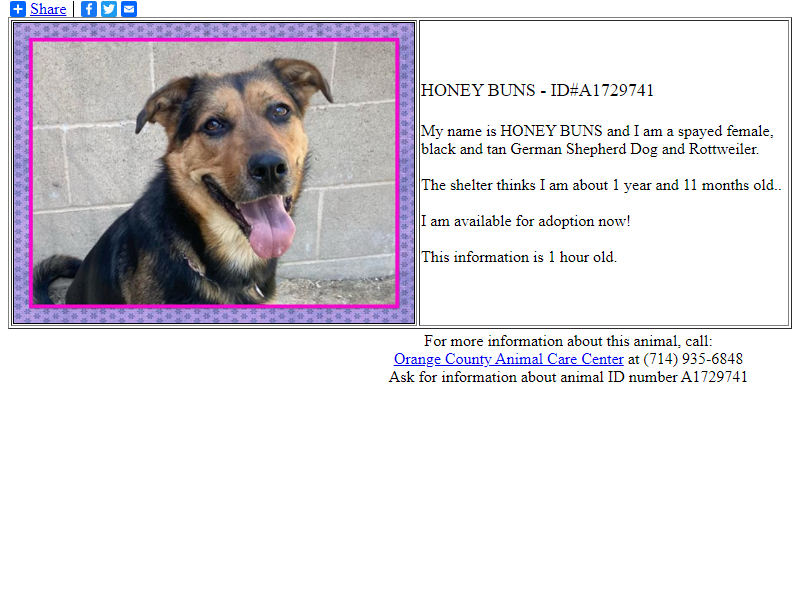 Share |
HONEY BUNS - ID#A1729741
My name is HONEY BUNS and I am a spayed female,
black and tan German Shepherd Dog and Rottweiler.
The shelter thinks I am about 1 year and 11 months old..
I am available for adoption now!
This information is 1 hour old.
For more information about this animal, call:
Orange County Animal Care Center at (714) 935-6848
Ask for information about animal ID number A1729741